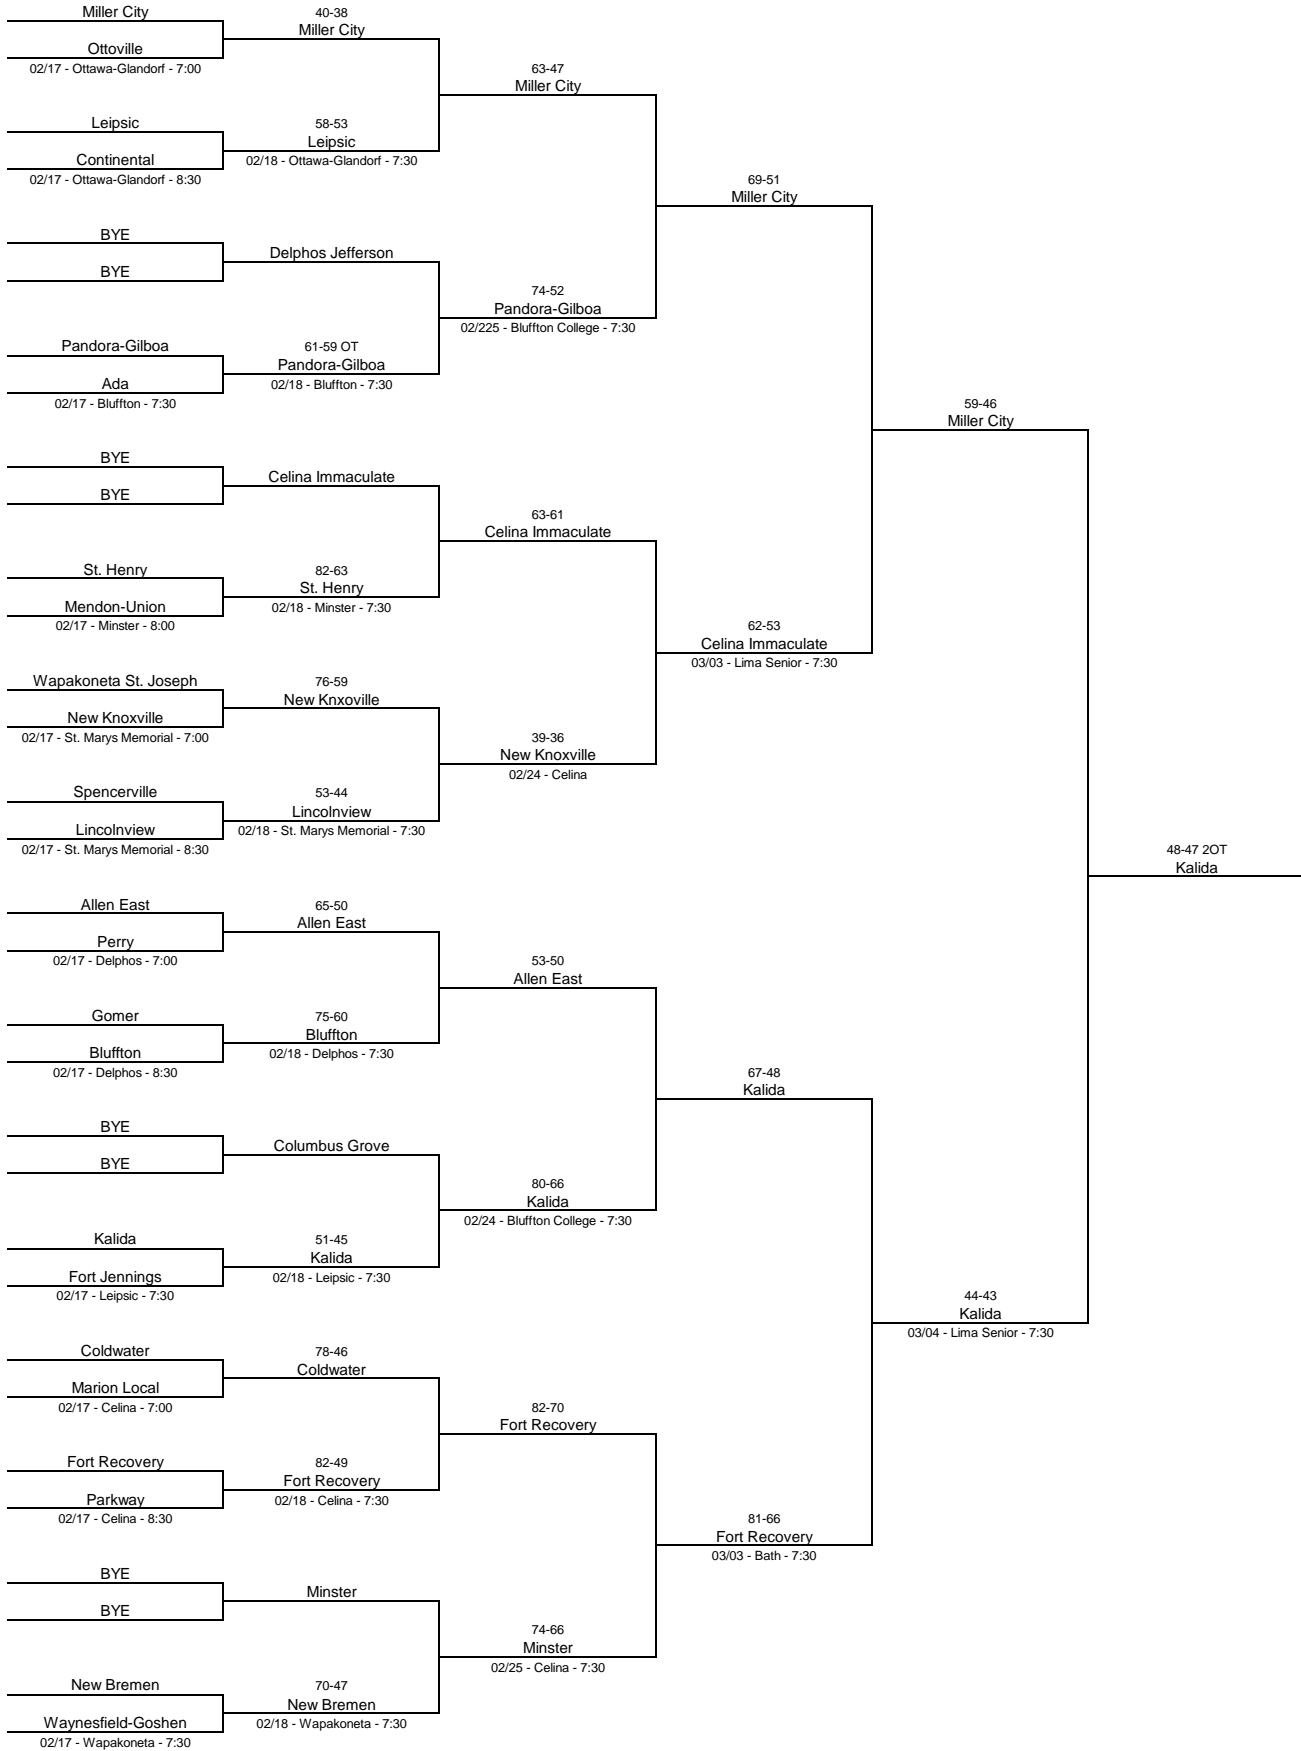 Miller City
Ottoville
02/17 - Ottawa-Glandorf - 7:00
Leipsic
Continental
02/17 - Ottawa-Glandorf - 8:30
BYE
BYE
Pandora-Gilboa
Ada
02/17 - Bluffton - 7:30
BYE
BYE
St. Henry
Mendon-Union
02/17 - Minster - 8:00
Wapakoneta St. Joseph
New Knoxville
02/17 - St. Marys Memorial - 7:00
Spencerville
Lincolnview
02/17 - St. Marys Memorial - 8:30
Allen East
Perry
02/17 - Delphos - 7:00
Gomer
Bluffton
02/17 - Delphos - 8:30
BYE
BYE
Kalida
Fort Jennings
02/17 - Leipsic - 7:30
Coldwater
Marion Local
02/17 - Celina - 7:00
Fort Recovery
Parkway
02/17 - Celina - 8:30
BYE
BYE
New Bremen
Waynesfield-Goshen
02/17 - Wapakoneta - 7:30
40-38
Miller City
58-53
Leipsic
02/18 - Ottawa-Glandorf - 7:30
Delphos Jefferson
61-59 OT
Pandora-Gilboa
02/18 - Bluffton - 7:30
Celina Immaculate
82-63
St. Henry
02/18 - Minster - 7:30
76-59
New Knxoville
53-44
Lincolnview
02/18 - St. Marys Memorial - 7:30
65-50
Allen East
75-60
Bluffton
02/18 - Delphos - 7:30
Columbus Grove
51-45
Kalida
02/18 - Leipsic - 7:30
78-46
Coldwater
82-49
Fort Recovery
02/18 - Celina - 7:30
Minster
70-47
New Bremen
02/18 - Wapakoneta - 7:30
63-47
Miller City
74-52
Pandora-Gilboa
02/225 - Bluffton College - 7:30
63-61
Celina Immaculate
39-36
New Knoxville
02/24 - Celina
53-50
Allen East
80-66
Kalida
02/24 - Bluffton College - 7:30
82-70
Fort Recovery
74-66
Minster
02/25 - Celina - 7:30
69-51
Miller City
62-53
Celina Immaculate
03/03 - Lima Senior - 7:30
67-48
Kalida
81-66
Fort Recovery
03/03 - Bath - 7:30
59-46
Miller City
44-43
Kalida
03/04 - Lima Senior - 7:30
48-47 2OT
Kalida